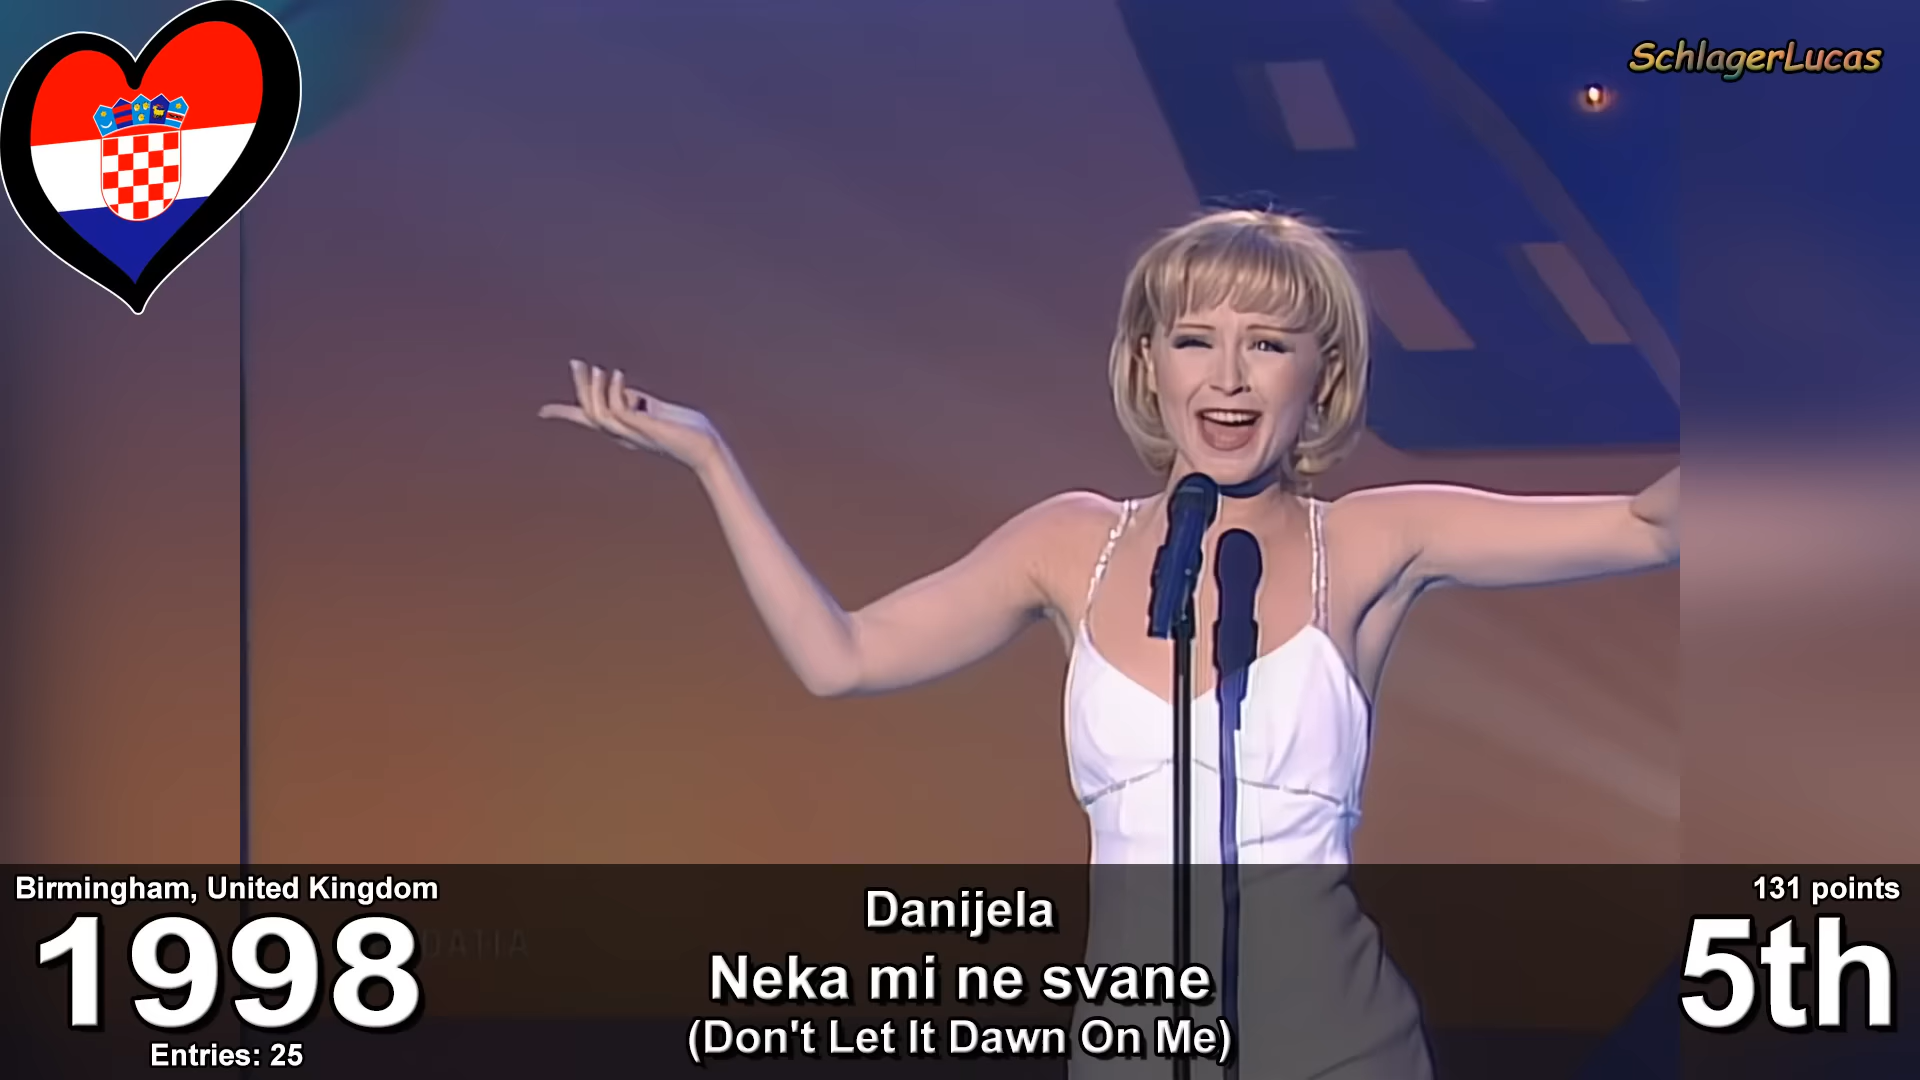 SchlagerLucas
Birmingham, United Kingdom
1998
Entries: 25
Danijela
Neka mi ne svane
(Don't Let It Dawn On Me)
131 points
5th